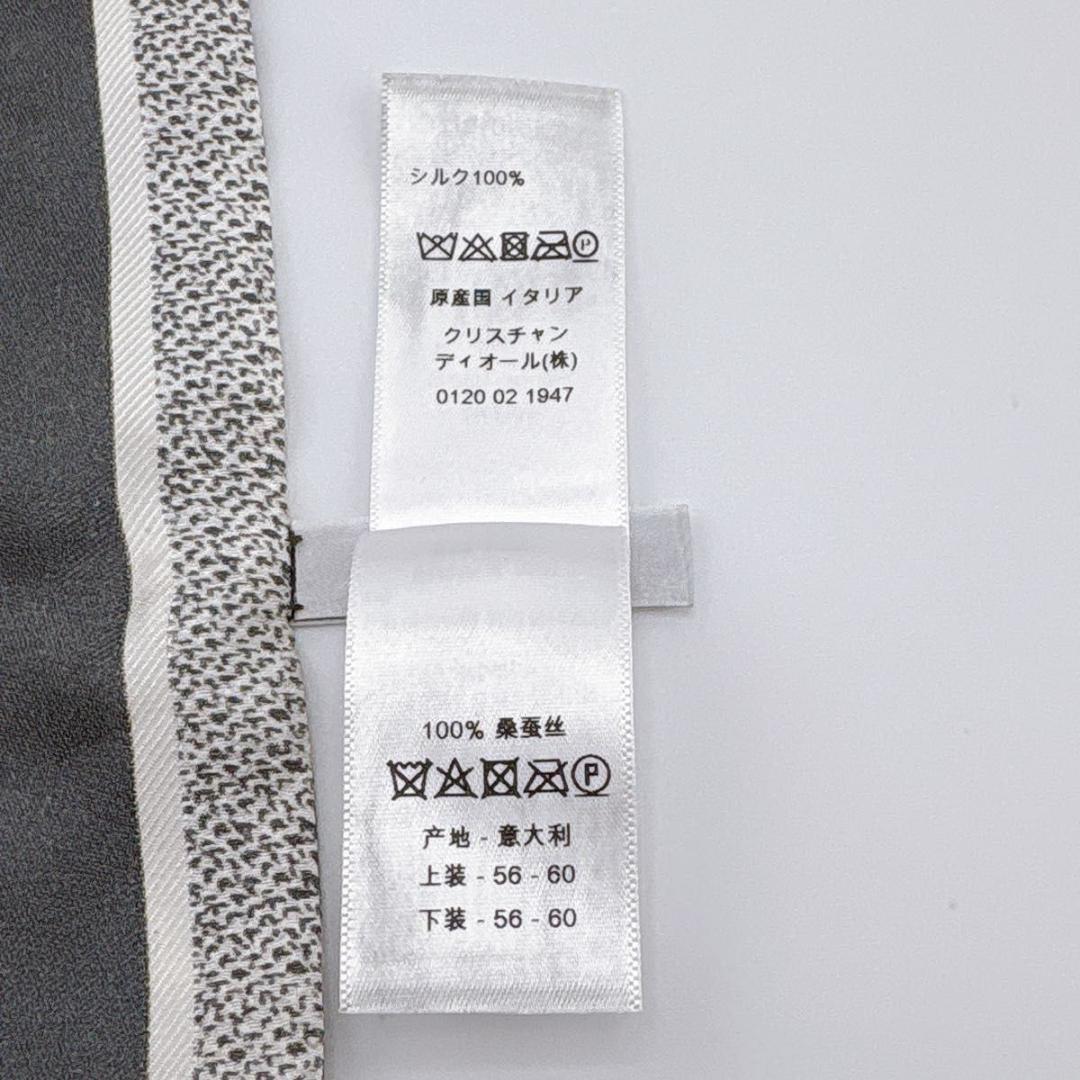 シルク100%
原産国 イタリア
クリスチャン
ディオール(株)
0120 02 1947
100% 桑蚕丝
产地 - 意大利
上装 - 56 - 60
下装 - 56 - 60